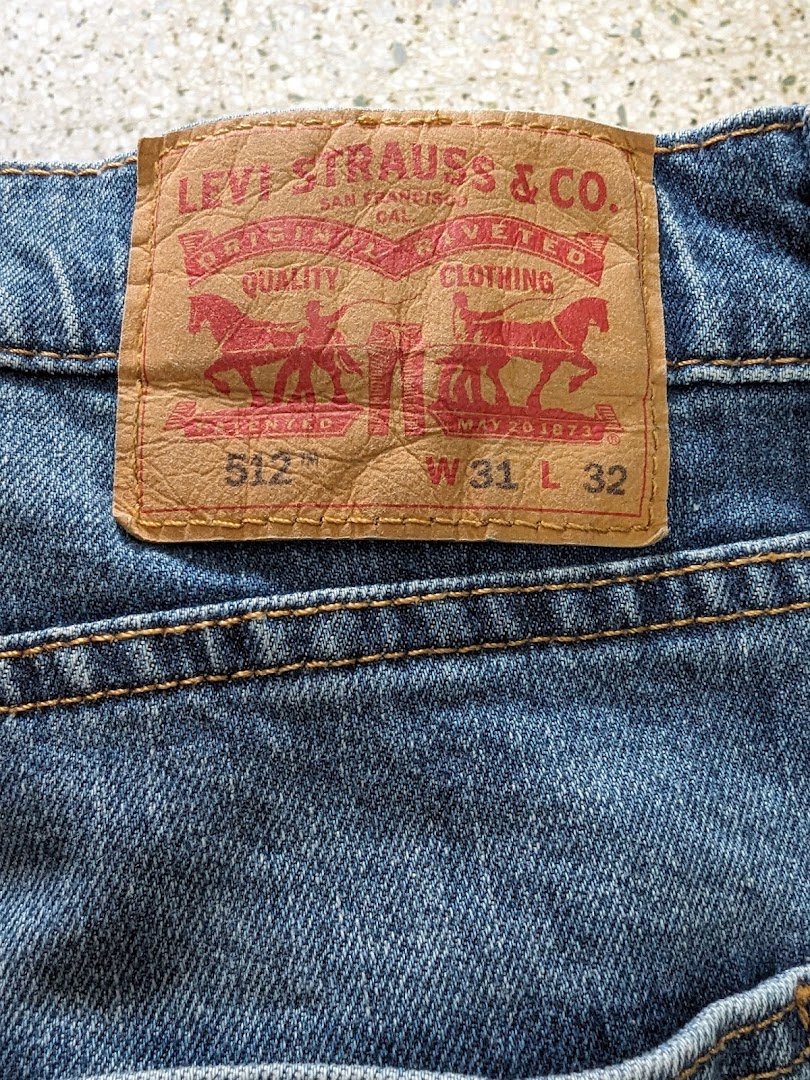 LEVI STRAUSS & CO.
SAN FRANCISCO
CAL.
ORIGINAL RIVETED
QUALITY CLOTHING
PATENTED MAY 20 1873 ®
512™ W 31 L 32